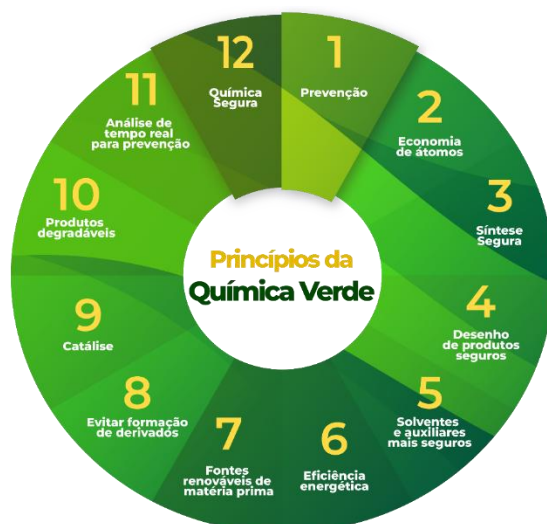 Princípios da
Química Verde
1
Prevenção
2
Economia
de átomos
3
Síntese
Segura
4
Desenho
de produtos
seguros
5
Solventes
e auxiliares
mais seguros
6
Eficiência
energética
7
Fontes
renováveis de
matéria prima
8
Evitar formação
de derivados
9
Catálise
10
Produtos
degradáveis
11
Análise de
tempo real
para prevenção
12
Química
Segura